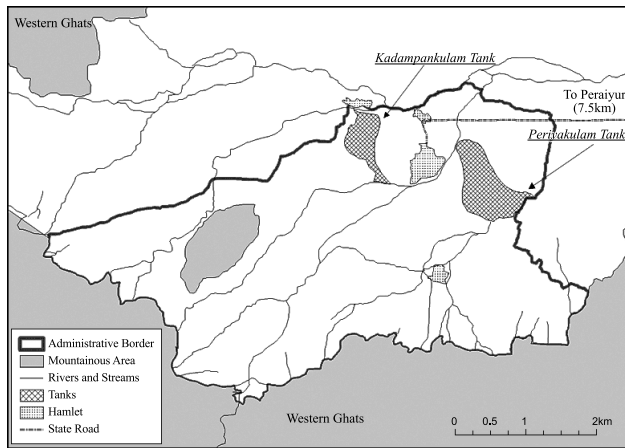 Western Ghats
Kadampankulam Tank
To Peraiyur
(7.5km)
Periyakulam Tank
Administrative Border
Mountainous Area
Rivers and Streams
Tanks
Hamlet
State Road
Western Ghats
0 0.5 1 2km